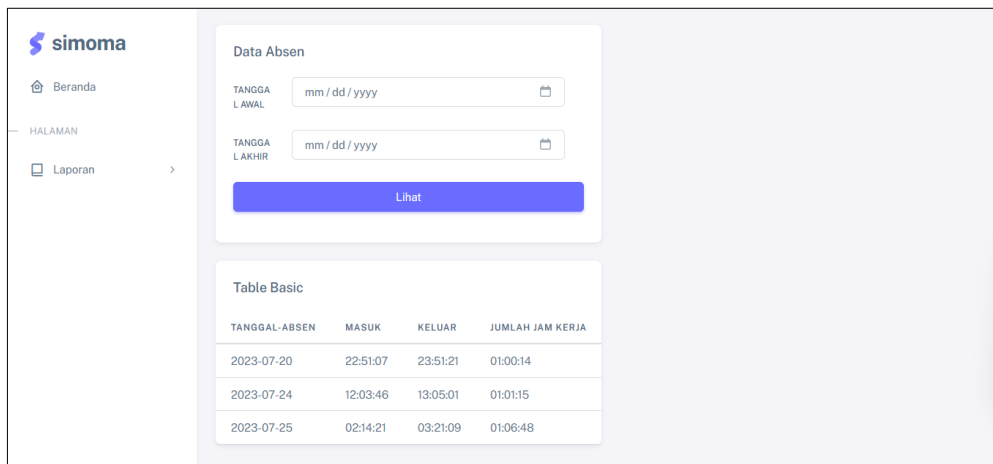 simoma
Beranda
HALAMAN
Laporan
Data Absen
TANGGA
L AWAL
mm / dd / yyyy
TANGGA
L AKHIR
mm / dd / yyyy
Lihat
Table Basic
TANGGAL-ABSEN MASUK KELUAR JUMLAH JAM KERJA
2023-07-20 22:51:07 23:51:21 01:00:14
2023-07-24 12:03:46 13:05:01 01:01:15
2023-07-25 02:14:21 03:21:09 01:06:48